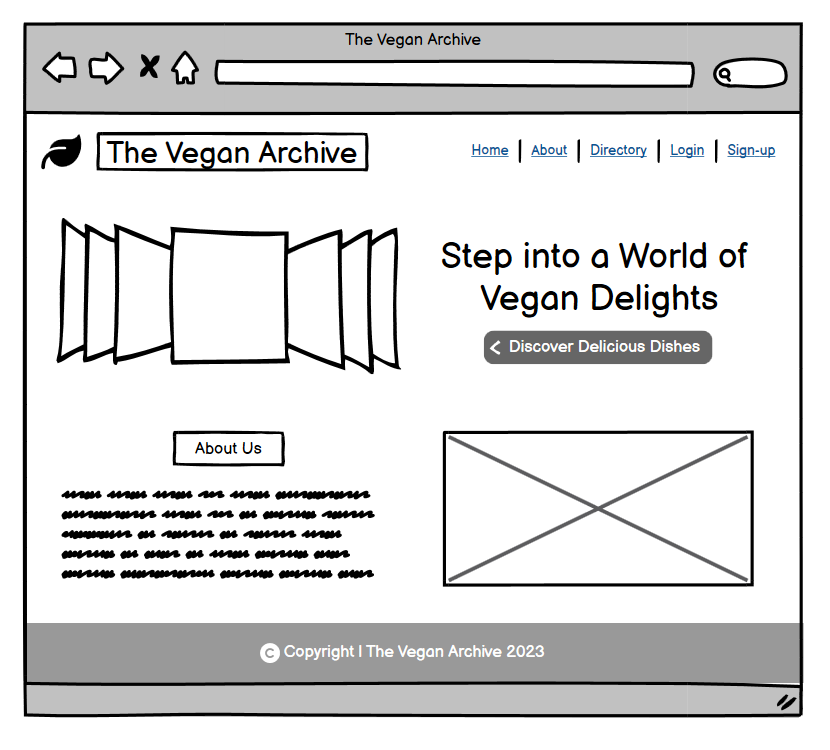 The Vegan Archive
The Vegan Archive
Home | About | Directory | Login | Sign-up
Step into a World of
Vegan Delights
Discover Delicious Dishes
About Us
© Copyright | The Vegan Archive 2023